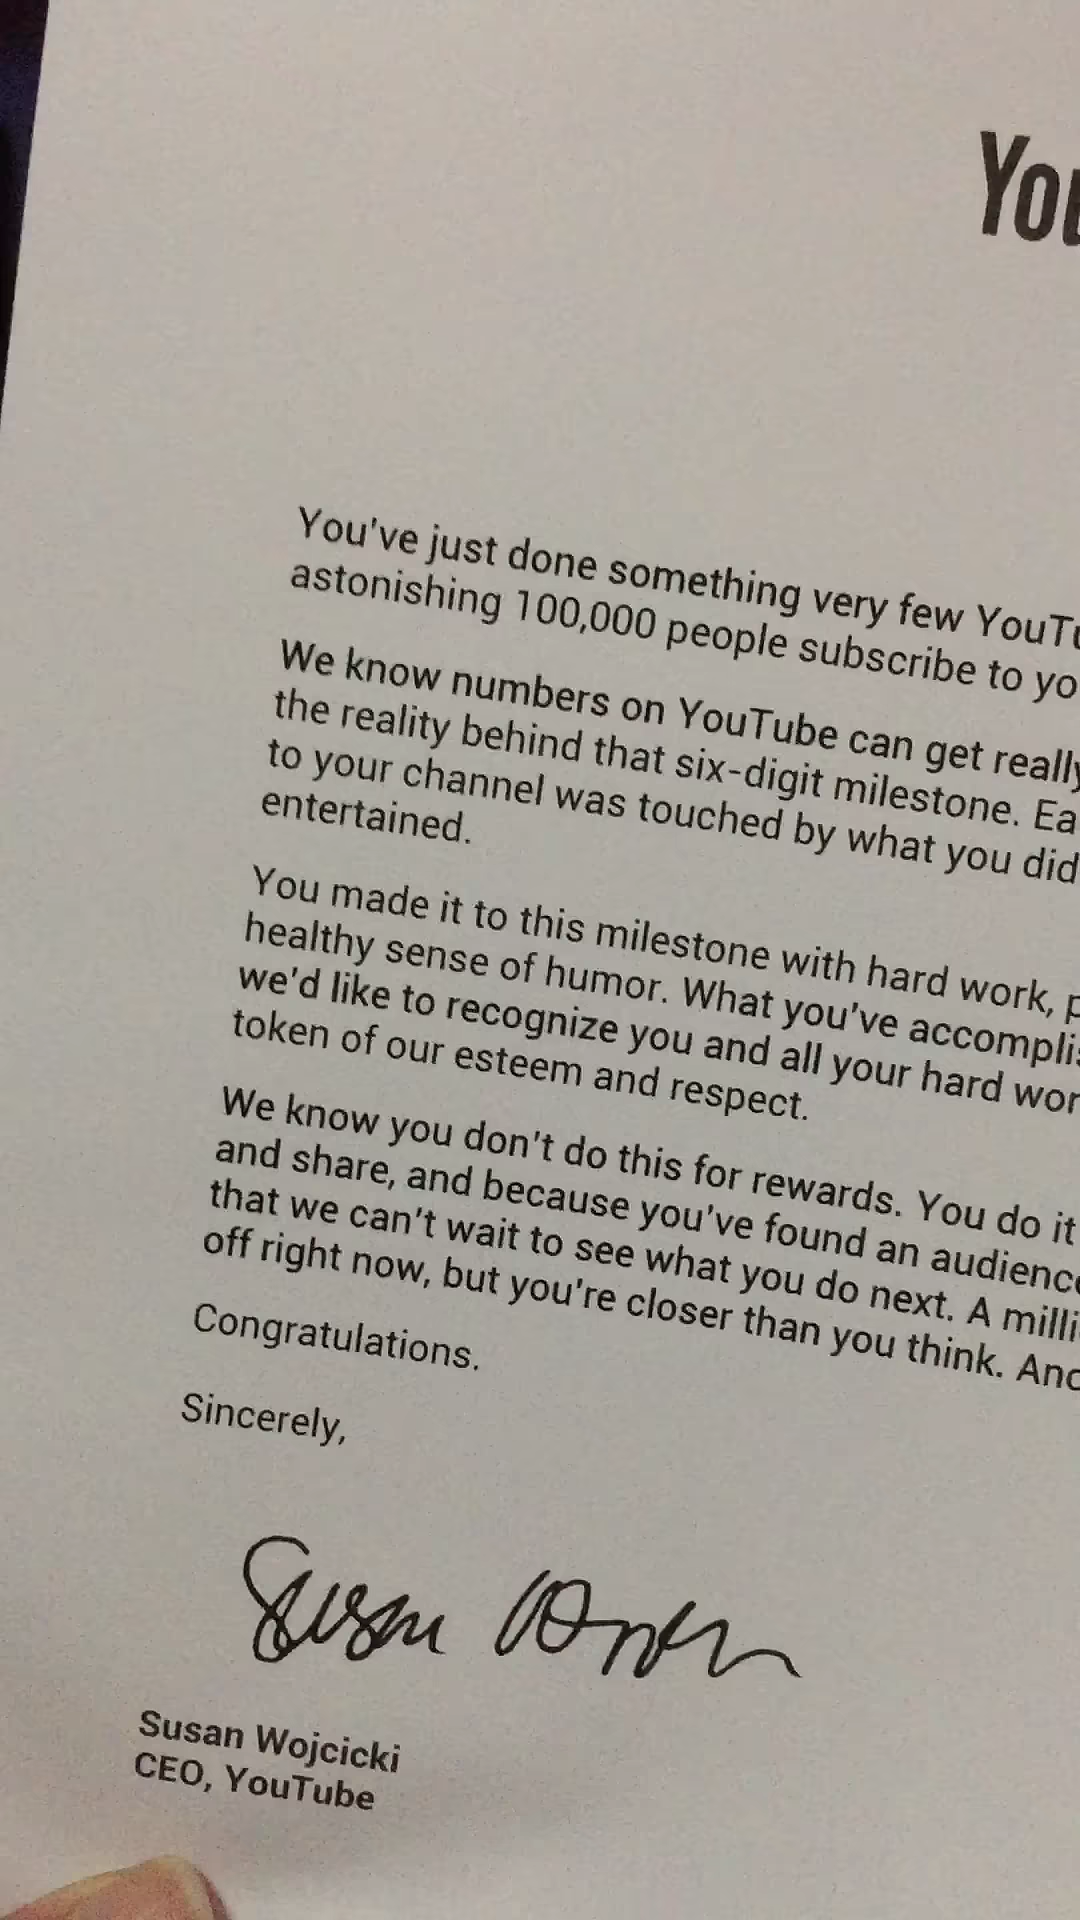 You
You've just done something very few YouTu
astonishing 100,000 people subscribe to yo
We know numbers on YouTube can get really
the reality behind that six-digit milestone. Ea
to your channel was touched by what you did
entertained.
You made it to this milestone with hard work, p
healthy sense of humor. What you've accomplis
we'd like to recognize you and all your hard wor
token of our esteem and respect.
We know you don't do this for rewards. You do it
and share, and because you've found an audience
that we can't wait to see what you do next. A milli
off right now, but you're closer than you think. And
Congratulations.
Sincerely,
Susan Wojcicki
CEO, YouTube